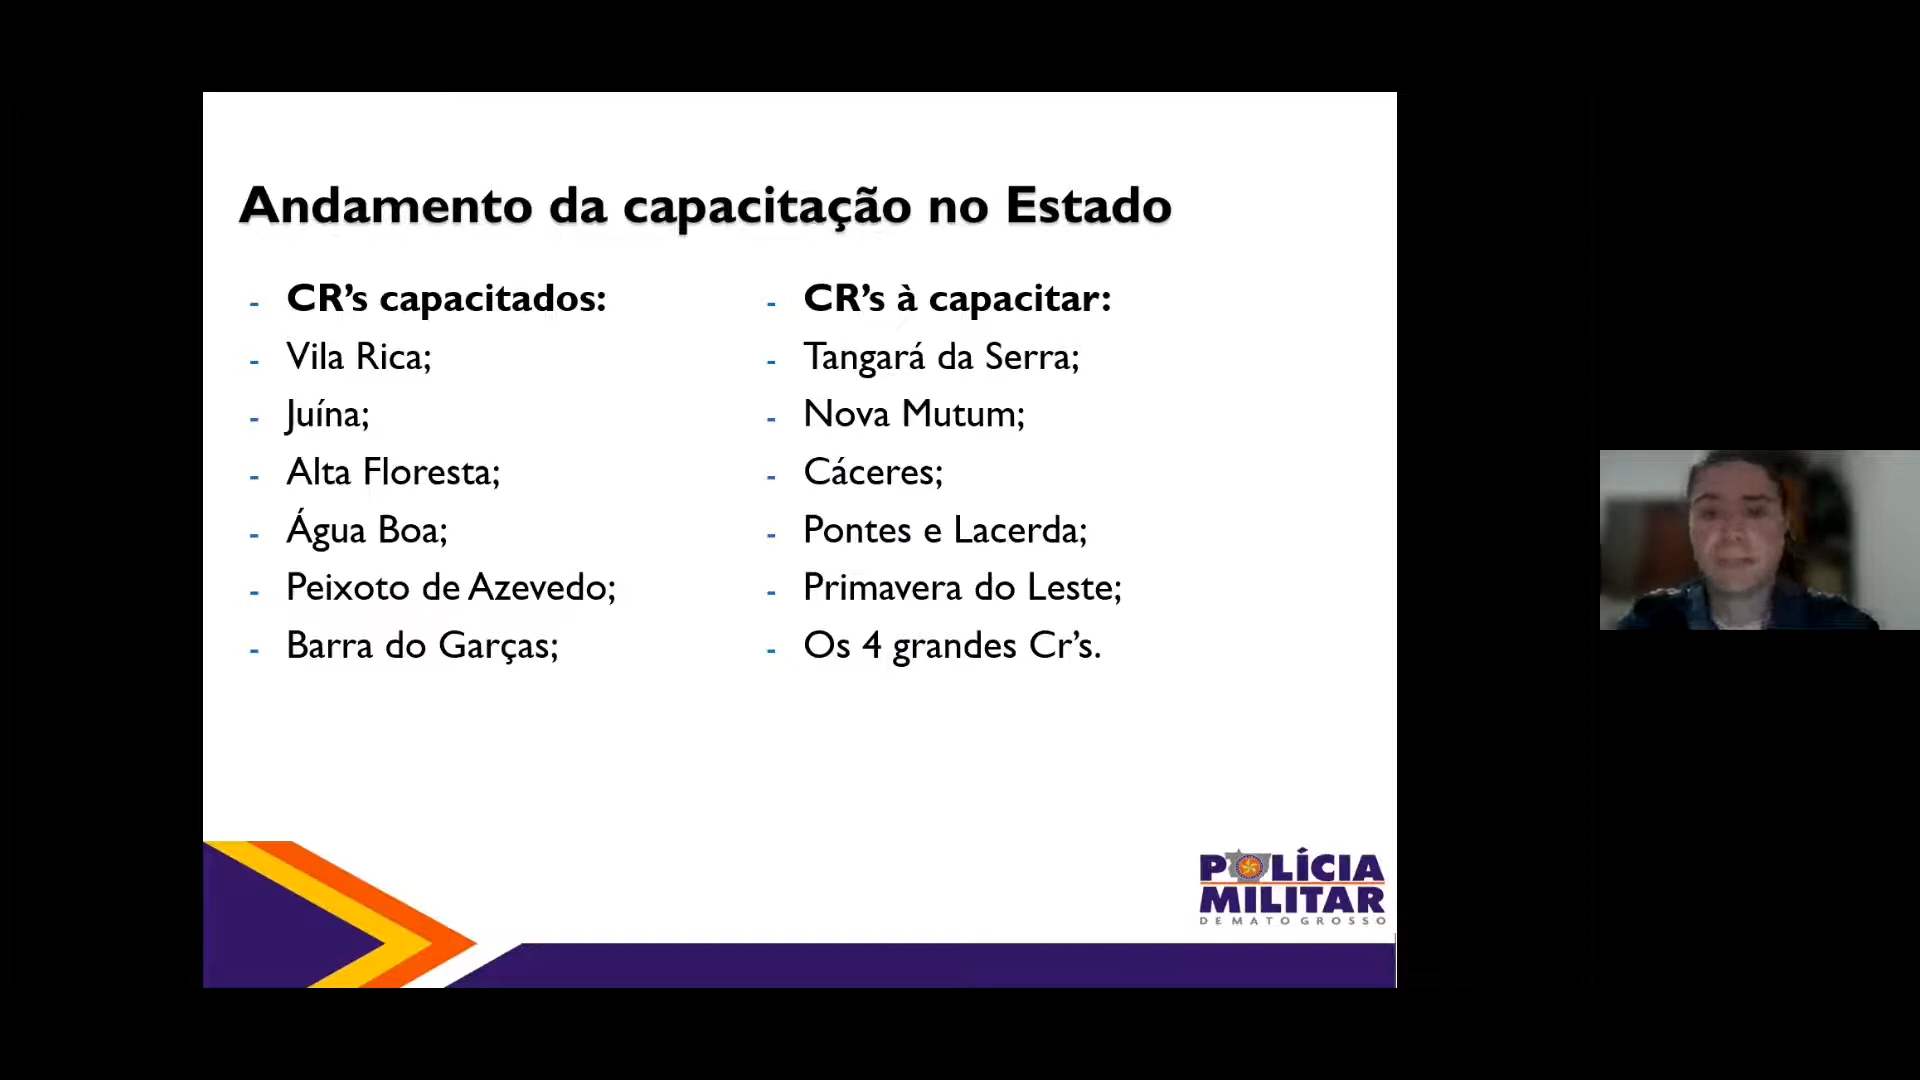 Andamento da capacitação no Estado
- CR’s capacitados:
- Vila Rica;
- Juína;
- Alta Floresta;
- Água Boa;
- Peixoto de Azevedo;
- Barra do Garças;
- CR’s à capacitar:
- Tangará da Serra;
- Nova Mutum;
- Cáceres;
- Pontes e Lacerda;
- Primavera do Leste;
- Os 4 grandes Cr’s.
POLÍCIA
MILITAR
DE MATO GROSSO